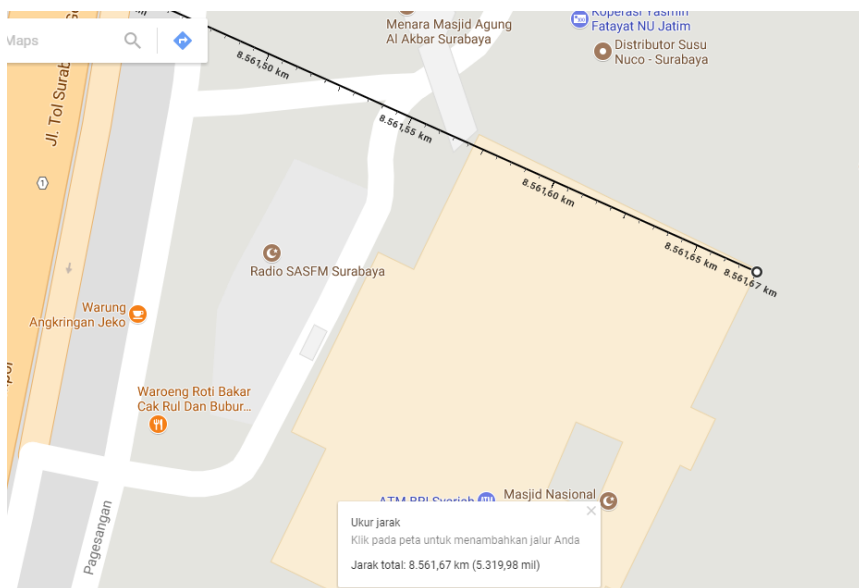 Koperasi Yasmin
Fatayat NU Jatim
Menara Masjid Agung
Al Akbar Surabaya
Maps
Distributor Susu
Nuco - Surabaya
8.561,50 km
Jl. Tol Surab
8.561,55 km
1
8.561,60 km
8.561,65 km
8.561,67 km
Radio SASFM Surabaya
Warung
Angkringan Jeko
Waroeng Roti Bakar
Cak Rul Dan Bubur...
ATM BRI Syariah
Masjid Nasional
Pagesangan
Ukur jarak
Klik pada peta untuk menambahkan jalur Anda
Jarak total: 8.561,67 km (5.319,98 mil)